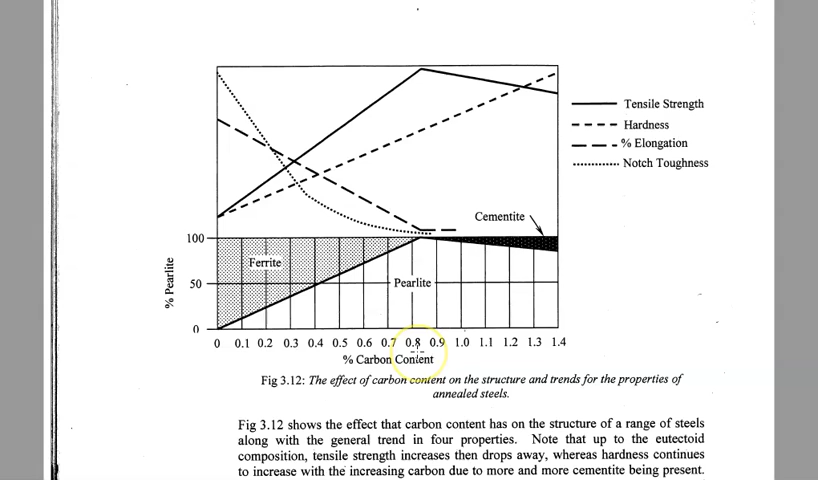 Tensile Strength
Hardness
% Elongation
Notch Toughness
Cementite
100
Ferrite
% Pearlite
50
Pearlite
0
0 0.1 0.2 0.3 0.4 0.5 0.6 0.7 0.8 0.9 1.0 1.1 1.2 1.3 1.4
% Carbon Content
Fig 3.12: The effect of carbon content on the structure and trends for the properties of
annealed steels.
Fig 3.12 shows the effect that carbon content has on the structure of a range of steels
along with the general trend in four properties. Note that up to the eutectoid
composition, tensile strength increases then drops away, whereas hardness continues
to increase with the increasing carbon due to more and more cementite being present.